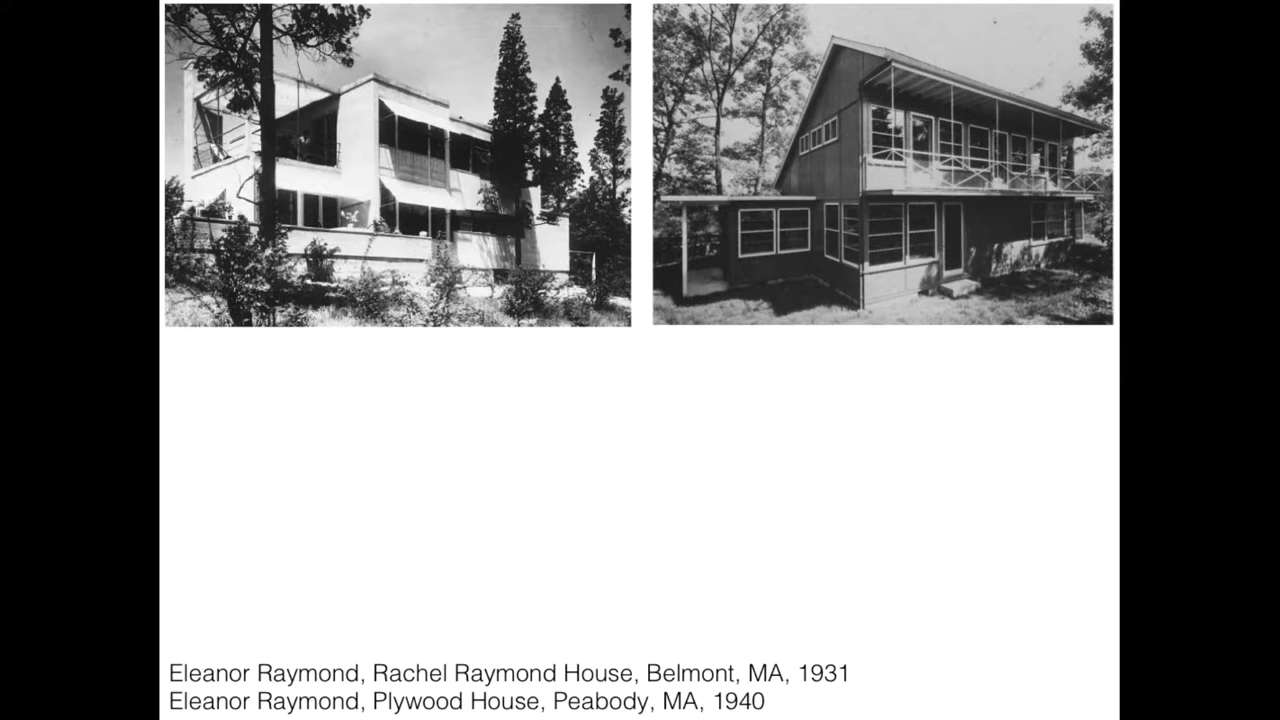 Eleanor Raymond, Rachel Raymond House, Belmont, MA, 1931
Eleanor Raymond, Plywood House, Peabody, MA, 1940